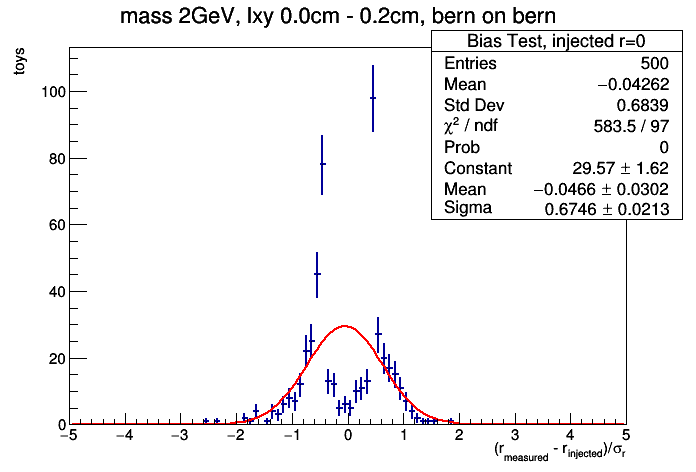 mass 2GeV, lxy 0.0cm - 0.2cm, bern on bern
Bias Test, injected r=0
Entries 500
Mean −0.04262
Std Dev 0.6839
χ² / ndf 583.5 / 97
Prob 0
Constant 29.57 ± 1.62
Mean −0.0466 ± 0.0302
Sigma 0.6746 ± 0.0213
toys
100
80
60
40
20
0
−5 −4 −3 −2 −1 0 1 2 3 4 5
(r_measured - r_injected)/σ_r